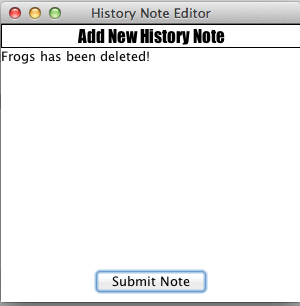 History Note Editor
Add New History Note
Frogs has been deleted!
Submit Note